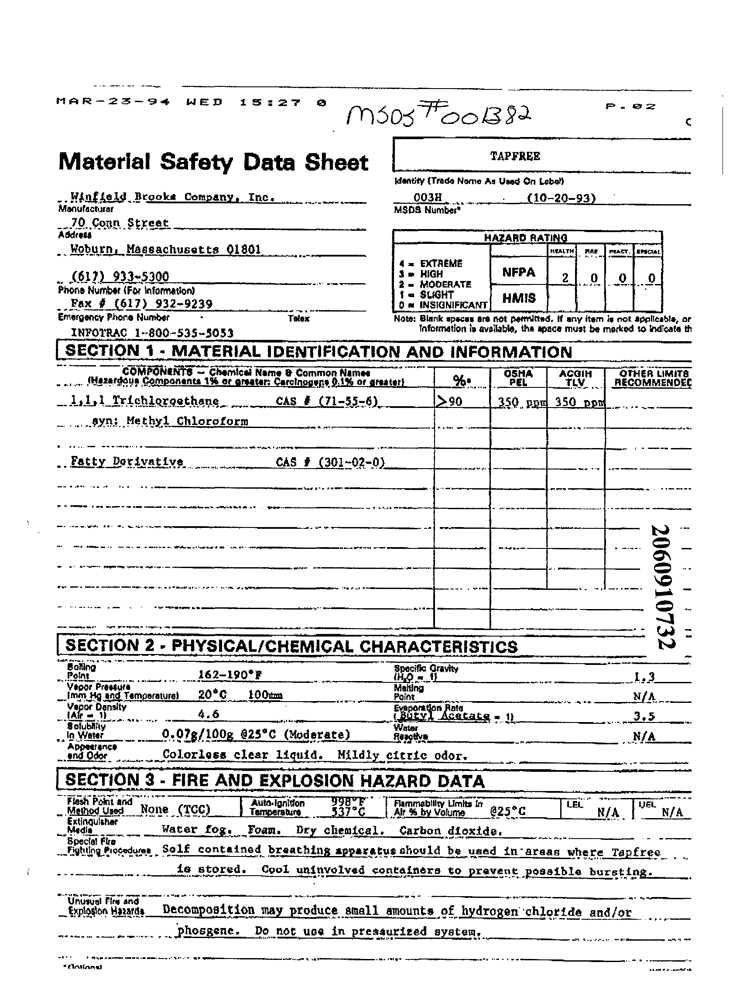 MAR-23-94 WED 15:27 0 P.02
MSDS #001382
Material Safety Data Sheet
TAPFREE
Identity (Trade Name As Used On Label)
Winfield Brooks Company, Inc.
Manufacturer
003H (10-20-93)
MSDS Number*
70 Conn Street
Address
Woburn, Massachusetts 01801
(617) 933-5300
Phone Number (For Information)
Fax # (617) 932-9239
Emergency Phone Number Telex
INFOTRAC 1-800-535-5053
HAZARD RATING
HEALTH FIRE REACT. SPECIAL
4 = EXTREME
3 = HIGH
2 = MODERATE
1 = SLIGHT
0 = INSIGNIFICANT
NFPA 2 0 0 0
HMIS
Note: Blank spaces are not permitted. If any item is not applicable, or
Information is available, the space must be marked to indicate th
SECTION 1 - MATERIAL IDENTIFICATION AND INFORMATION
COMPONENTS — Chemical Name & Common Names
(Hazardous Components 1% or greater; Carcinogens 0.1% or greater)
%*
OSHA PEL
ACGIH TLV
OTHER LIMITS RECOMMENDED
1,1,1 Trichloroethane CAS # (71-55-6) >90 350 ppm 350 ppm
syn: Methyl Chloroform
Fatty Derivative CAS # (301-02-0)
2060910732
SECTION 2 - PHYSICAL/CHEMICAL CHARACTERISTICS
Boiling Point 162-190°F
Specific Gravity (H₂O = 1) 1.3
Vapor Pressure (mm Hg and Temperature) 20°C 100mm
Melting Point N/A
Vapor Density (Air = 1) 4.6
Evaporation Rate (Butyl Acetate = 1) 3.5
Solubility in Water 0.07g/100g @25°C (Moderate)
Water Reactive N/A
Appearance and Odor Colorless clear liquid. Mildly citric odor.
SECTION 3 - FIRE AND EXPLOSION HAZARD DATA
Flash Point and Method Used None (TCC)
Auto-Ignition Temperature 998°F 537°C
Flammability Limits in Air % by Volume @25°C
LEL N/A
UEL N/A
Extinguisher Media Water fog. Foam. Dry chemical. Carbon dioxide.
Special Fire Fighting Procedures Self contained breathing apparatus should be used in areas where Tapfree
is stored. Cool uninvolved containers to prevent possible bursting.
Unusual Fire and Explosion Hazards Decomposition may produce small amounts of hydrogen chloride and/or
phosgene. Do not use in pressurized system.
*Optional